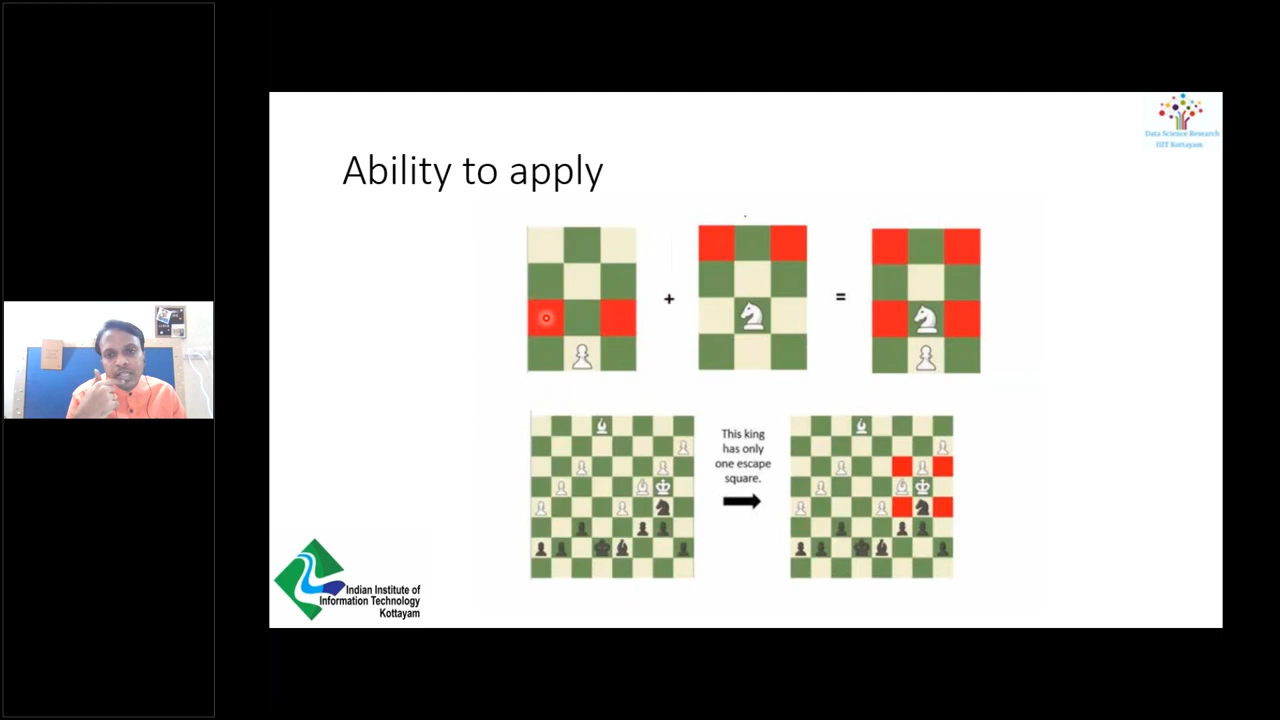 Data Science Research
IIIT Kottayam
Ability to apply
+
=
This king
has only
one escape
square.
Indian Institute of
Information Technology
Kottayam